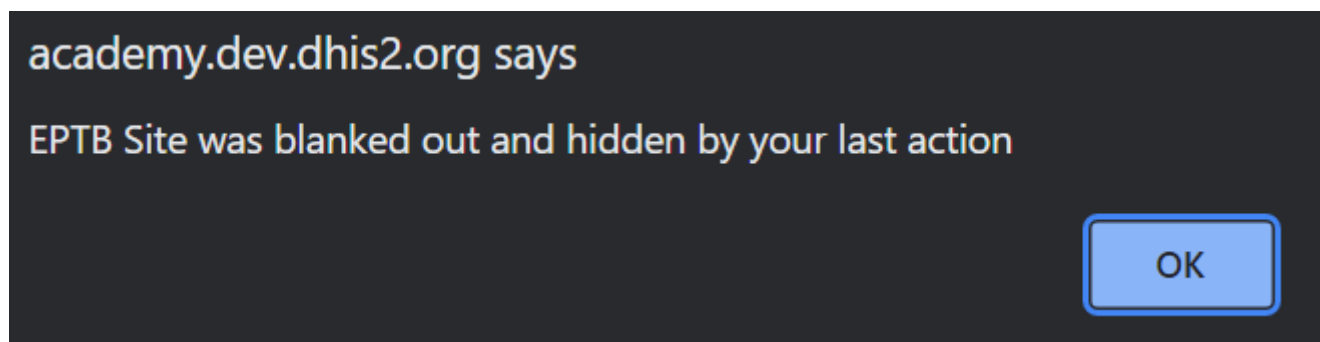 academy.dev.dhis2.org says
EPTB Site was blanked out and hidden by your last action
OK